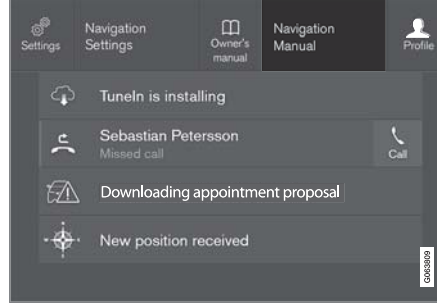 Settings
Navigation
Settings
Owner's
manual
Navigation
Manual
Profile
TuneIn is installing
Sebastian Petersson
Missed call
Call
Downloading appointment proposal
New position received
G063809